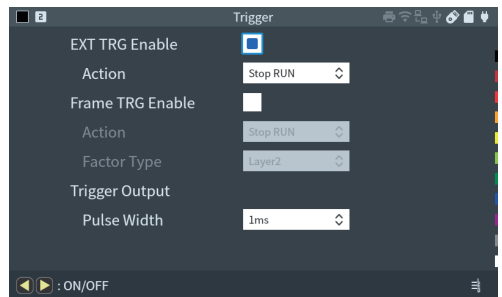 2 Trigger
EXT TRG Enable
Action Stop RUN
Frame TRG Enable
Action Stop RUN
Factor Type Layer2
Trigger Output
Pulse Width 1ms
: ON/OFF